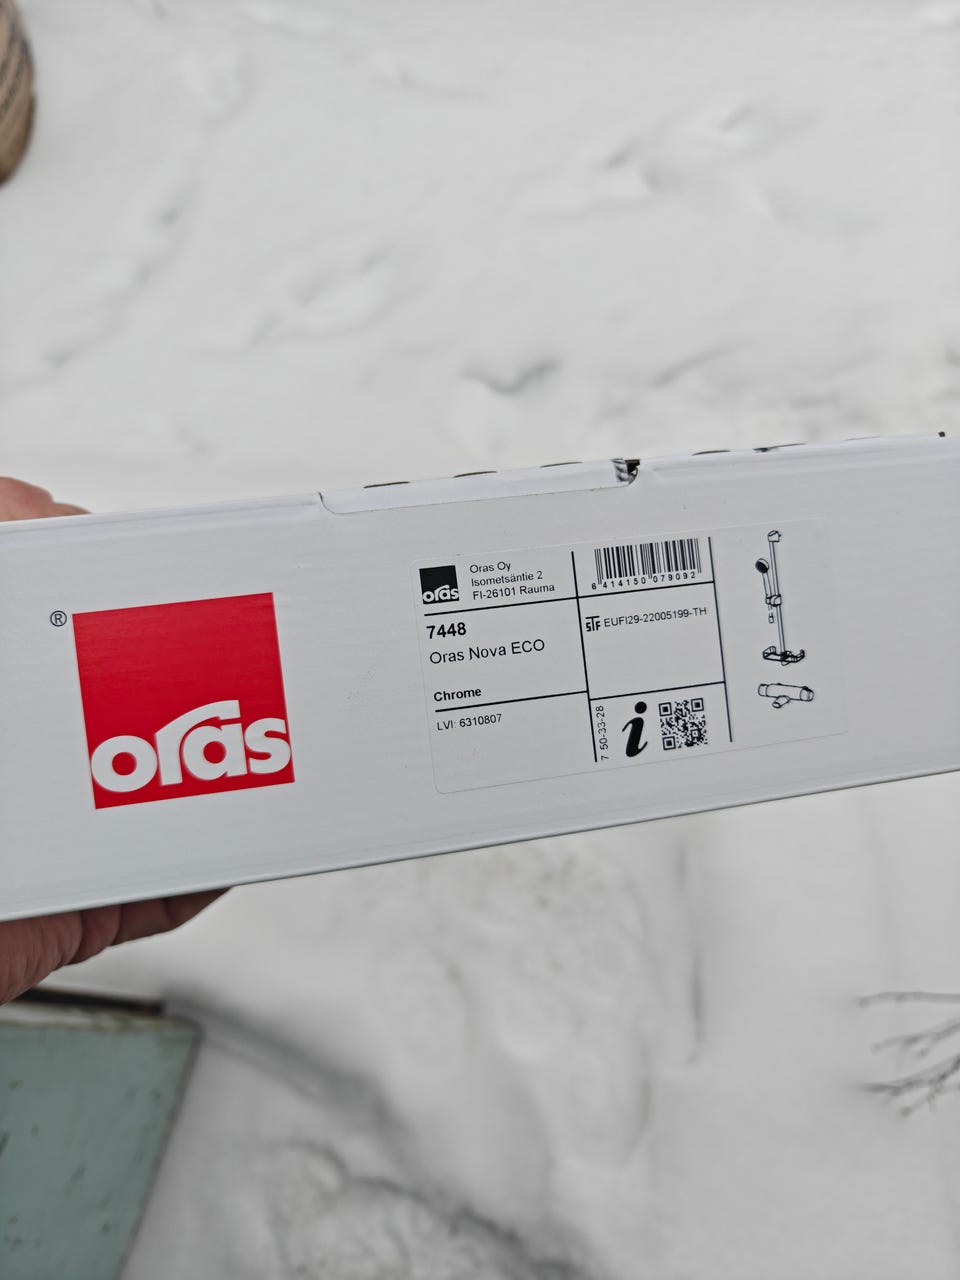 ®
oras
oras
Oras Oy
Isometsäntie 2
FI-26101 Rauma
6 414150 079092
7448
Oras Nova ECO
STF EUFI29-22005199-TH
Chrome
LVI: 6310807
7 50-33-28
i